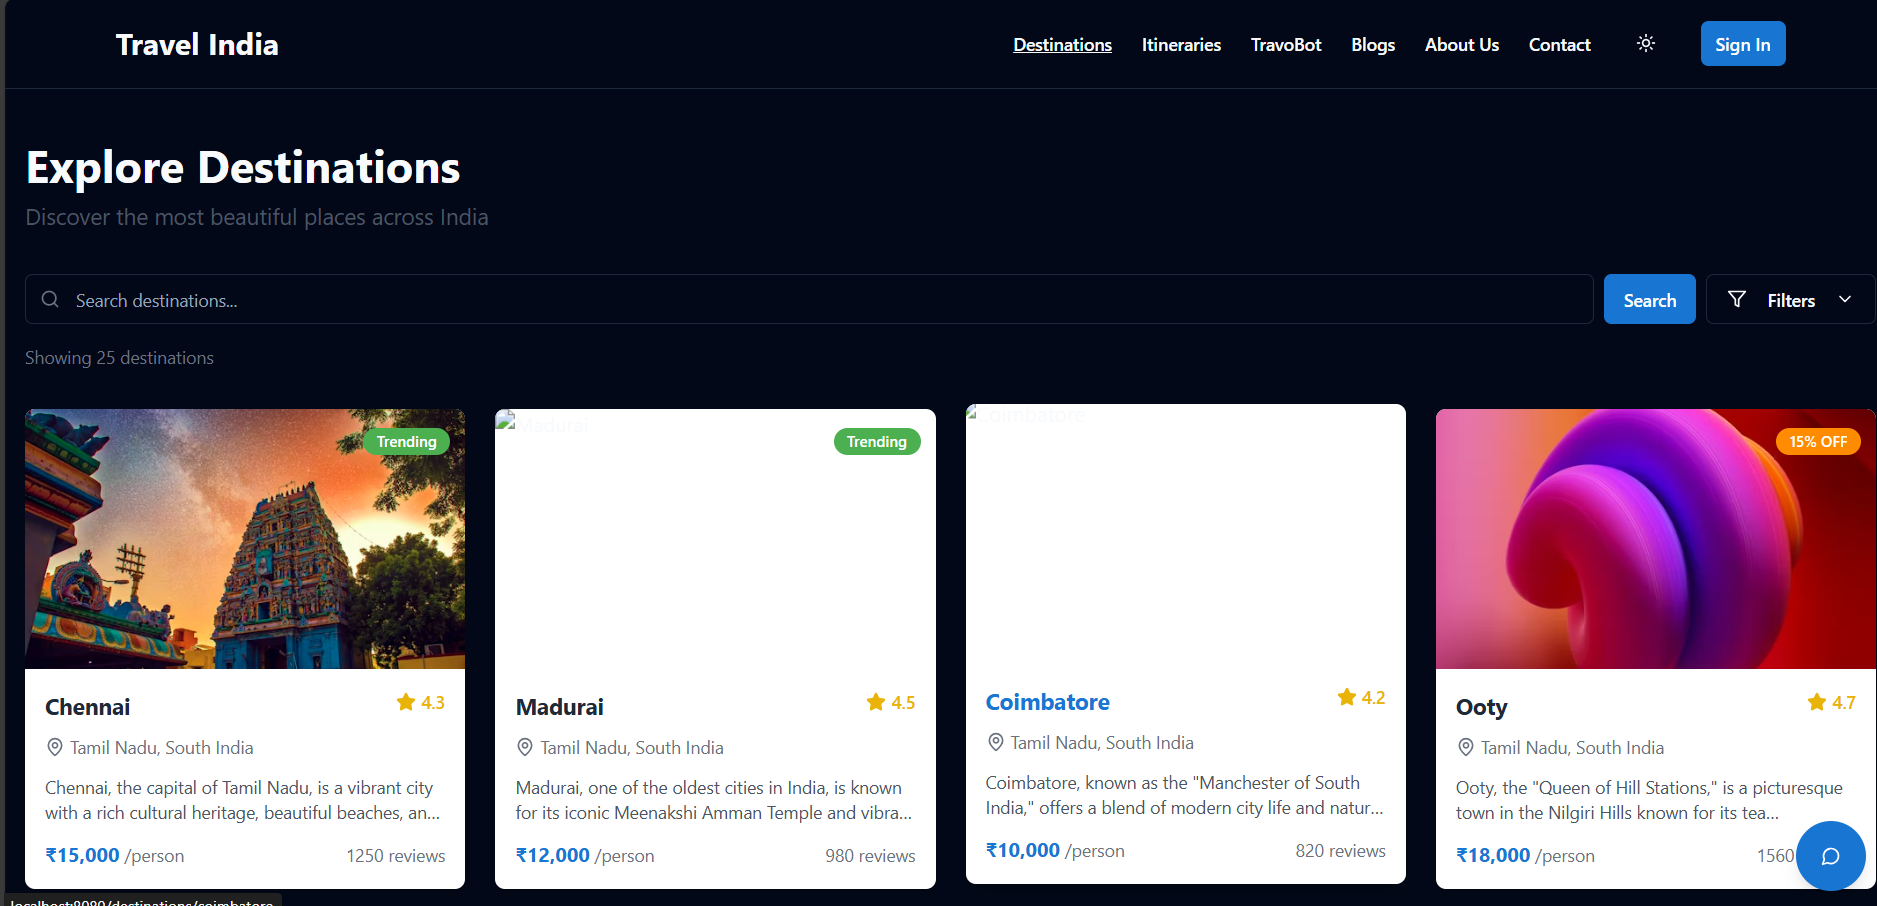 Travel India
Destinations Itineraries TravoBot Blogs About Us Contact Sign In
Explore Destinations
Discover the most beautiful places across India
Search destinations... Search Filters
Showing 25 destinations
Trending
Chennai 4.3
Tamil Nadu, South India
Chennai, the capital of Tamil Nadu, is a vibrant city
with a rich cultural heritage, beautiful beaches, an...
₹15,000 /person 1250 reviews
Madurai
Trending
Madurai 4.5
Tamil Nadu, South India
Madurai, one of the oldest cities in India, is known
for its iconic Meenakshi Amman Temple and vibra...
₹12,000 /person 980 reviews
Coimbatore
Coimbatore 4.2
Tamil Nadu, South India
Coimbatore, known as the "Manchester of South
India," offers a blend of modern city life and natur...
₹10,000 /person 820 reviews
15% OFF
Ooty 4.7
Tamil Nadu, South India
Ooty, the "Queen of Hill Stations," is a picturesque
town in the Nilgiri Hills known for its tea...
₹18,000 /person 1560
localhost:8080/destinations/coimbatore